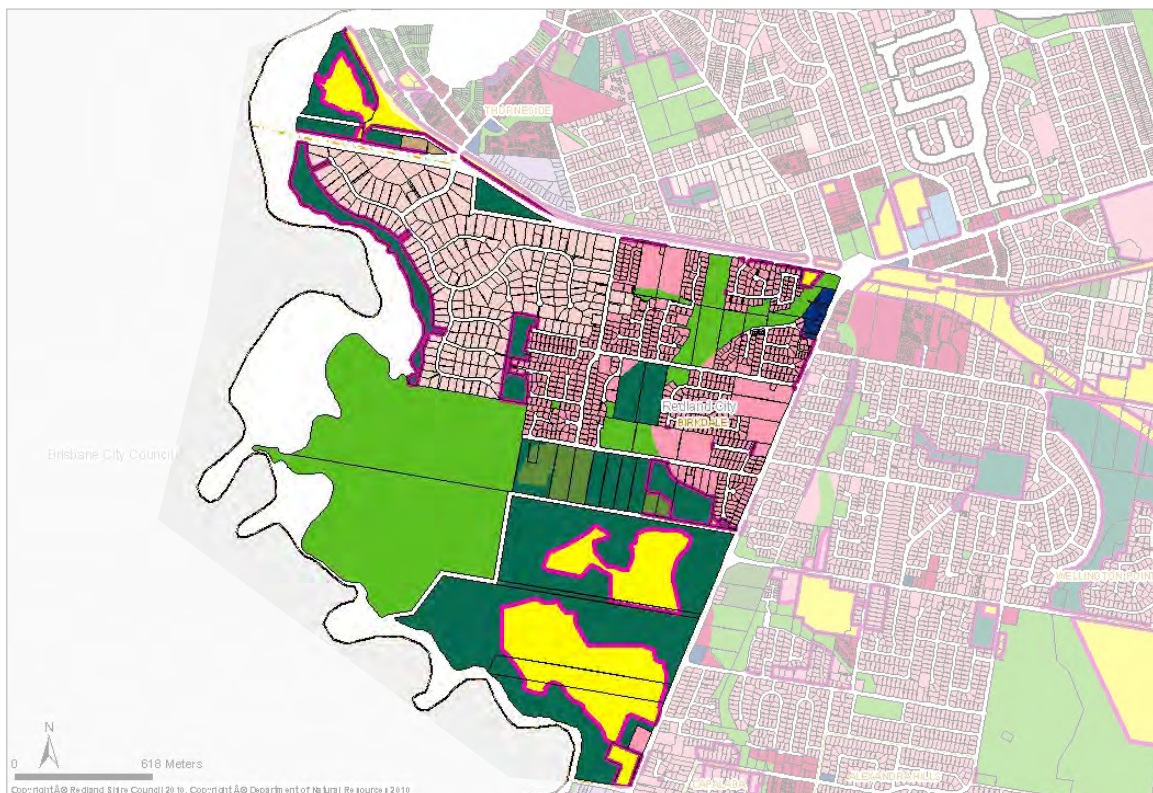 THORNESIDE
Redland City
BIRKDALE
Brisbane City Council
WELLINGTON POINT
N
0 618 Meters
ALEXANDRA HILLS
CAPALABA
Copyright Â© Redland Shire Council 2010. Copyright Â© Department of Natural Resources 2010